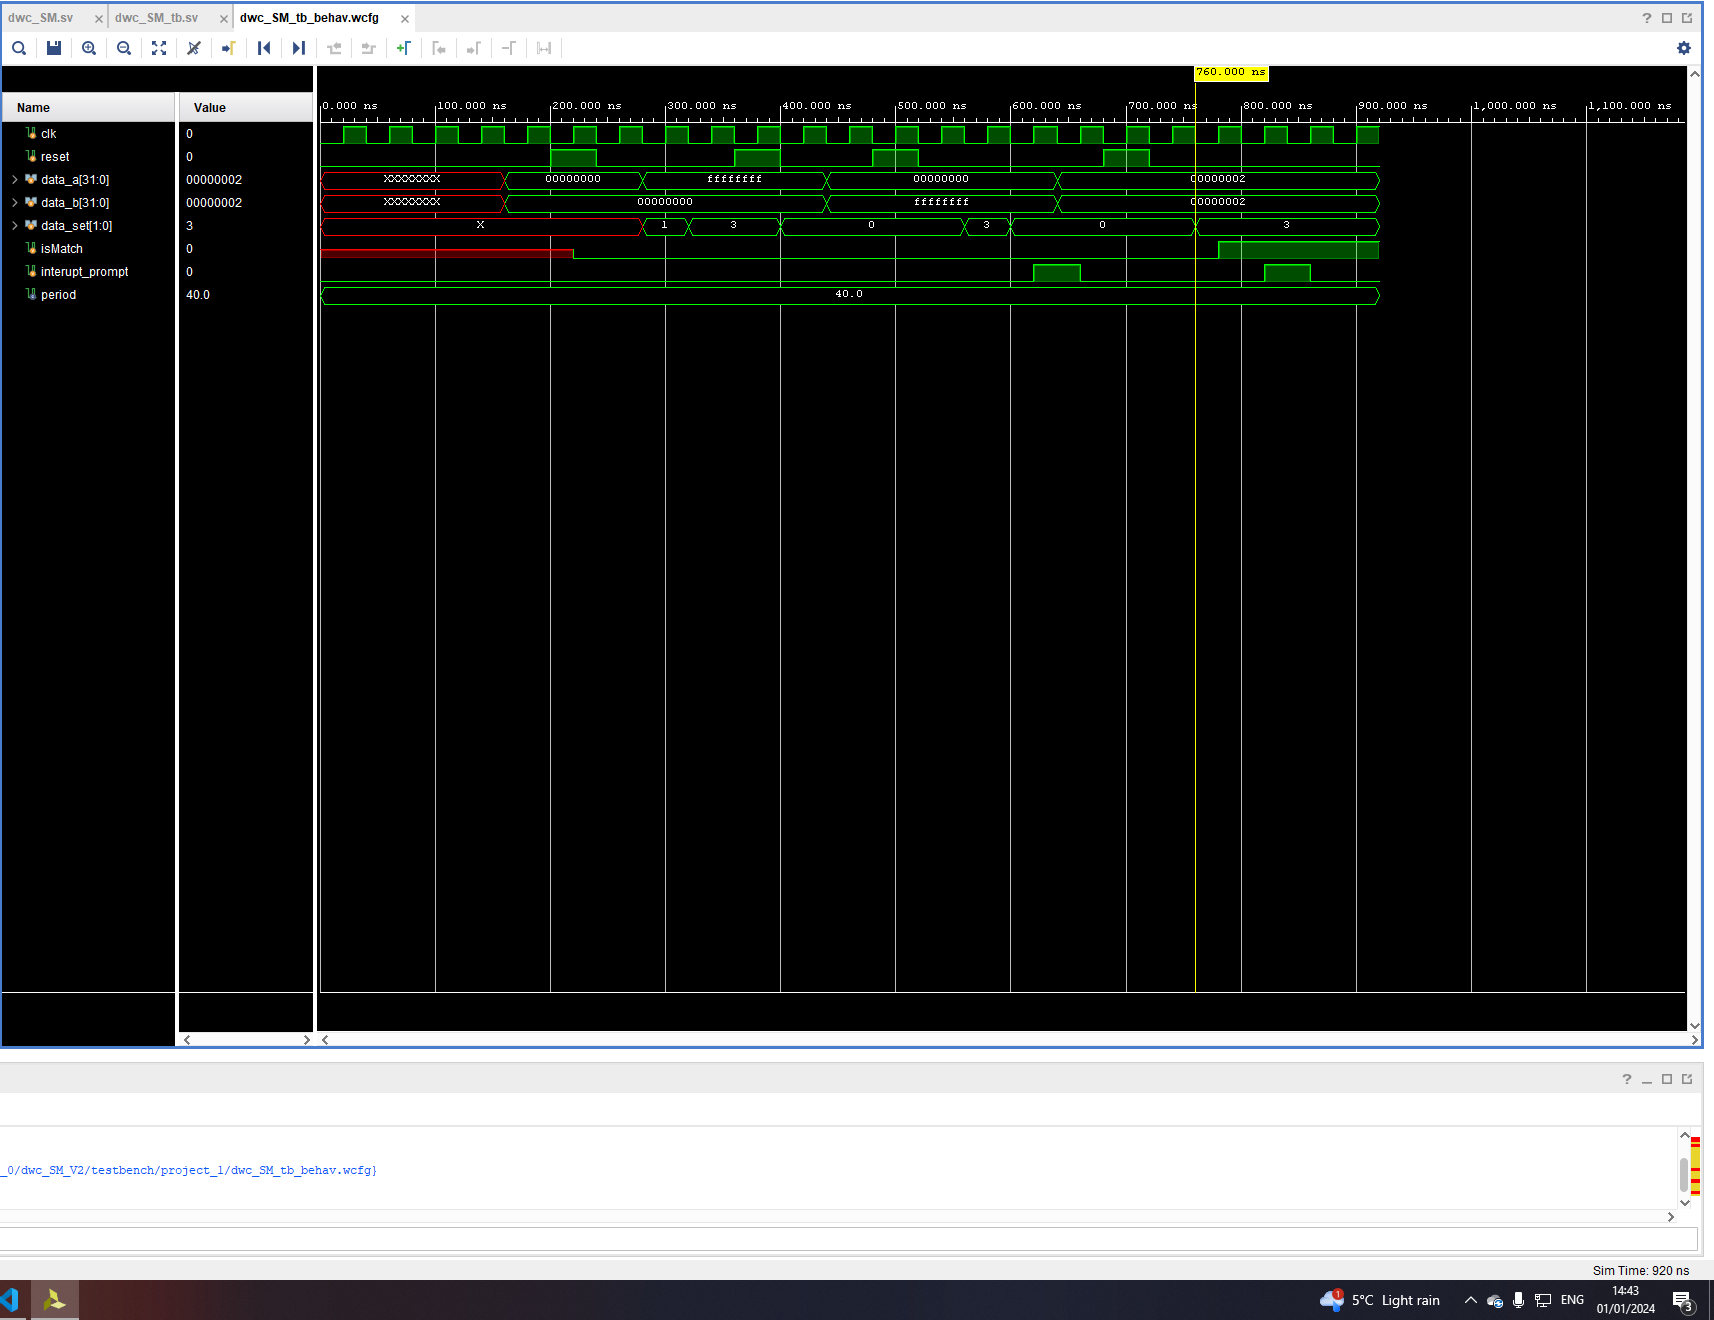 dwc_SM.sv dwc_SM_tb.sv dwc_SM_tb_behav.wcfg
760.000 ns
Name Value 0.000 ns 100.000 ns 200.000 ns 300.000 ns 400.000 ns 500.000 ns 600.000 ns 700.000 ns 800.000 ns 900.000 ns 1,000.000 ns 1,100.000 ns
clk 0
reset 0
data_a[31:0] 00000002 XXXXXXXX 00000000 ffffffff 00000000 00000002
data_b[31:0] 00000002 XXXXXXXX 00000000 ffffffff 00000002
data_set[1:0] 3 X 1 3 0 3 0 3
isMatch 0
interupt_prompt 0
period 40.0 40.0
_0/dwc_SM_V2/testbench/project_1/dwc_SM_tb_behav.wcfg}
Sim Time: 920 ns
1 5°C Light rain ENG 14:43 3
01/01/2024